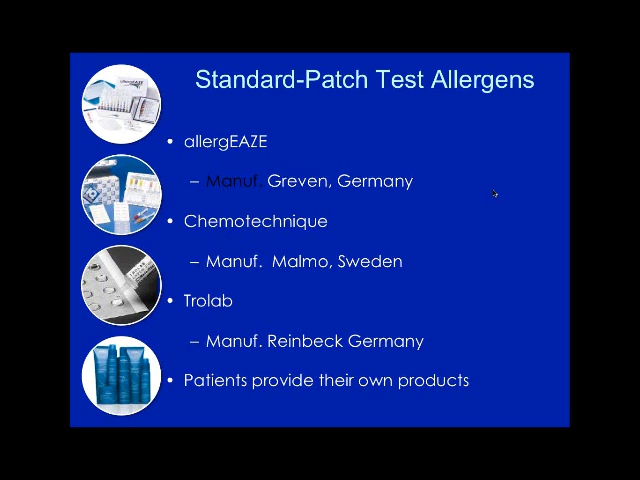 Standard-Patch Test Allergens
• allergEAZE
– Manuf. Greven, Germany
• Chemotechnique
– Manuf.  Malmo, Sweden
• Trolab
– Manuf. Reinbeck Germany
• Patients provide their own products